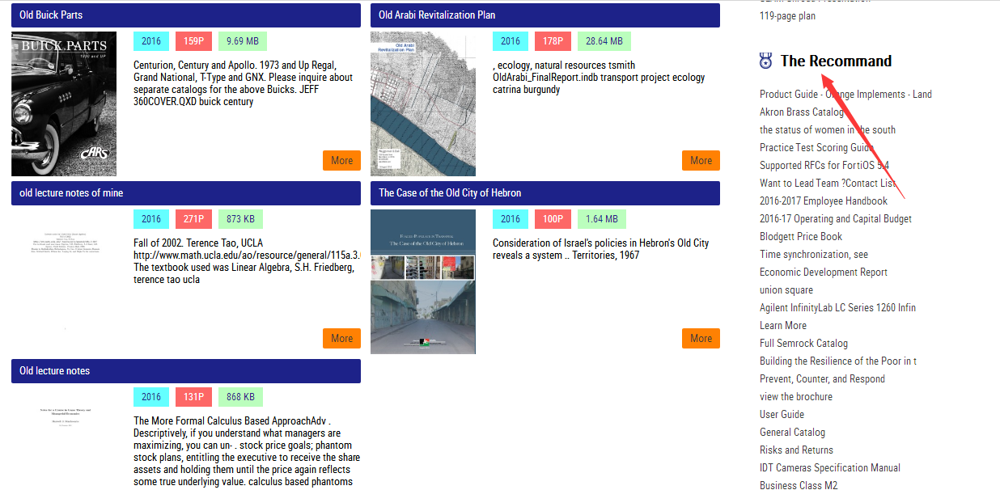 Old Buick Parts
BUICK PARTS
CARS
2016
159P
9.69 MB
Centurion, Century and Apollo. 1973 and Up Regal,
Grand National, T-Type and GNX. Please inquire about
separate catalogs for the above Buicks. JEFF
360COVER.QXD buick century
More
Old Arabi Revitalization Plan
Old Arabi
Revitalization Plan
2016
178P
28.64 MB
, ecology, natural resources tsmith
OldArabi_FinalReport.indb transport project ecology
catrina burgundy
More
old lecture notes of mine
2016
271P
873 KB
Fall of 2002. Terence Tao, UCLA
http://www.math.ucla.edu/ao/resource/general/115a.3.
The textbook used was Linear Algebra, S.H. Friedberg,
terence tao ucla
More
The Case of the Old City of Hebron
The Case of the Old City of Hebron
2016
100P
1.64 MB
Consideration of Israel's policies in Hebron's Old City
reveals a system .. Territories, 1967
More
Old lecture notes
2016
131P
868 KB
The More Formal Calculus Based ApproachAdv .
Descriptively, if you understand what managers are
maximizing, you can un- . stock price goals; phantom
stock plans, entitling the executive to receive the share
assets and holding them until the price again reflects
some true underlying value. calculus based phantoms
119-page plan
The Recommand
Product Guide - Orange Implements - Land
Akron Brass Catalog
the status of women in the south
Practice Test Scoring Guide
Supported RFCs for FortiOS 5.4
Want to Lead Team ?Contact List
2016-2017 Employee Handbook
2016-17 Operating and Capital Budget
Blodgett Price Book
Time synchronization, see
Economic Development Report
union square
Agilent InfinityLab LC Series 1260 Infin
Learn More
Full Semrock Catalog
Building the Resilience of the Poor in t
Prevent, Counter, and Respond
view the brochure
User Guide
General Catalog
Risks and Returns
IDT Cameras Specification Manual
Business Class M2